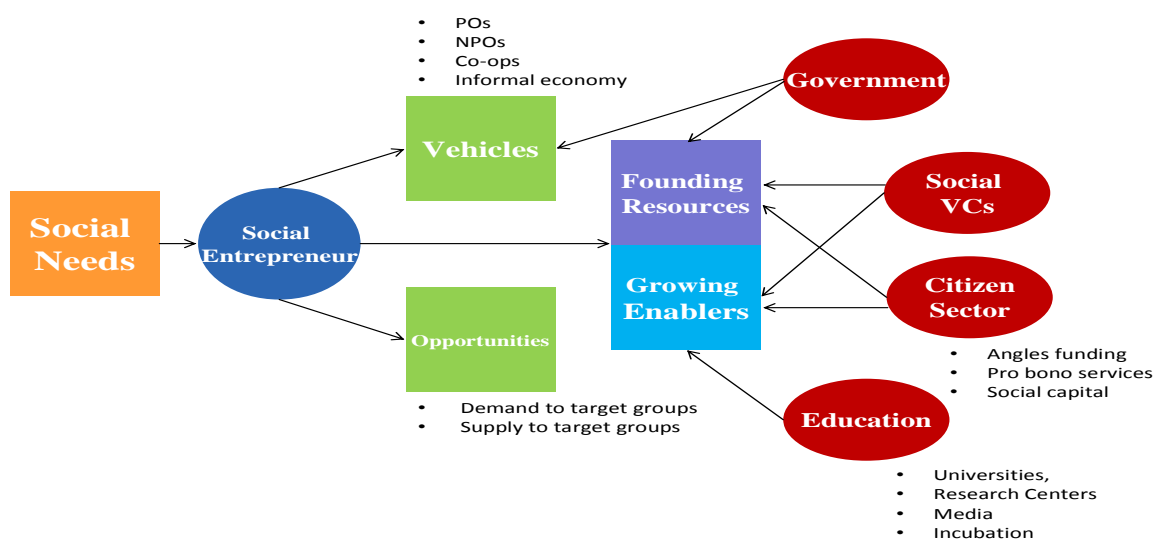 • POs
• NPOs
• Co-ops
• Informal economy
Government
Vehicles
Founding
Resources
Social
VCs
Social
Needs
Social
Entrepreneur
Growing
Enablers
Citizen
Sector
Opportunities
• Angles funding
• Pro bono services
• Social capital
• Demand to target groups
• Supply to target groups
Education
• Universities,
• Research Centers
• Media
• Incubation